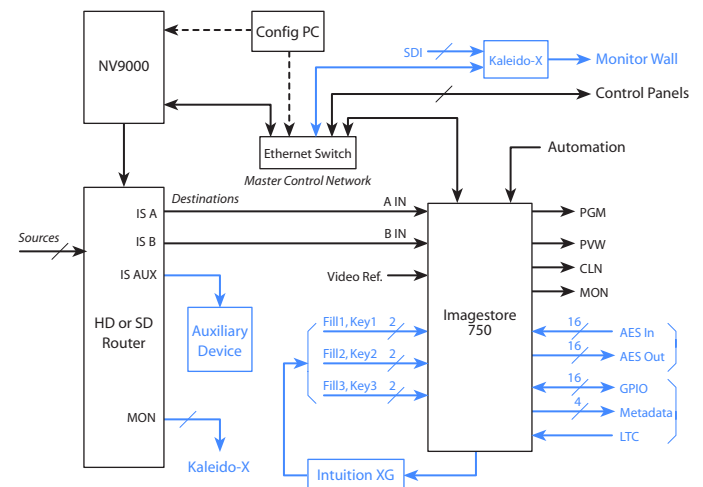 Config PC
NV9000
SDI
Kaleido-X
Monitor Wall
Control Panels
Ethernet Switch
Master Control Network
Automation
Destinations
IS A
A IN
PGM
Sources
IS B
B IN
PVW
IS AUX
Video Ref.
CLN
MON
HD or SD
Router
Auxiliary
Device
Imagestore
750
Fill1, Key1 2
Fill2, Key2 2
Fill3, Key3 2
16
AES In
16
AES Out
16
GPIO
4
Metadata
LTC
MON
Kaleido-X
Intuition XG